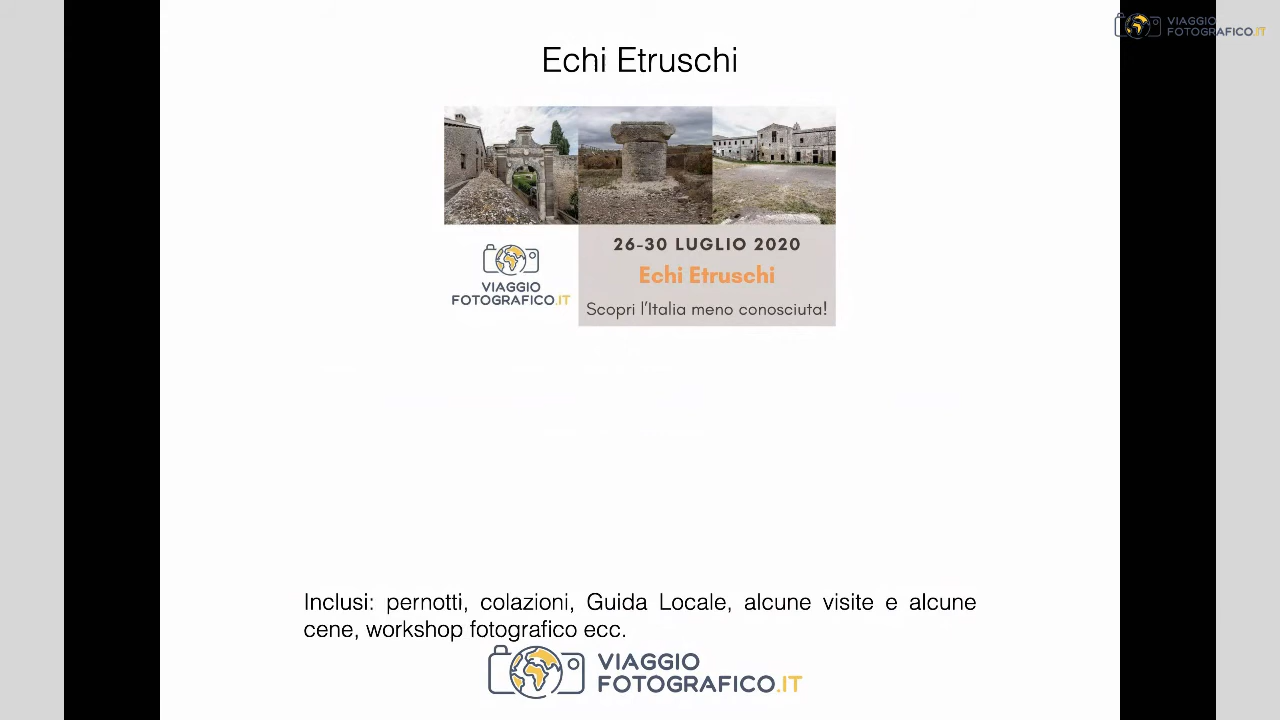 VIAGGIO
FOTOGRAFICO.IT
Echi Etruschi
26-30 LUGLIO 2020
Echi Etruschi
Scopri l'Italia meno conosciuta!
VIAGGIO
FOTOGRAFICO.IT
Inclusi: pernotti, colazioni, Guida Locale, alcune visite e alcune
cene, workshop fotografico ecc.
VIAGGIO
FOTOGRAFICO.IT